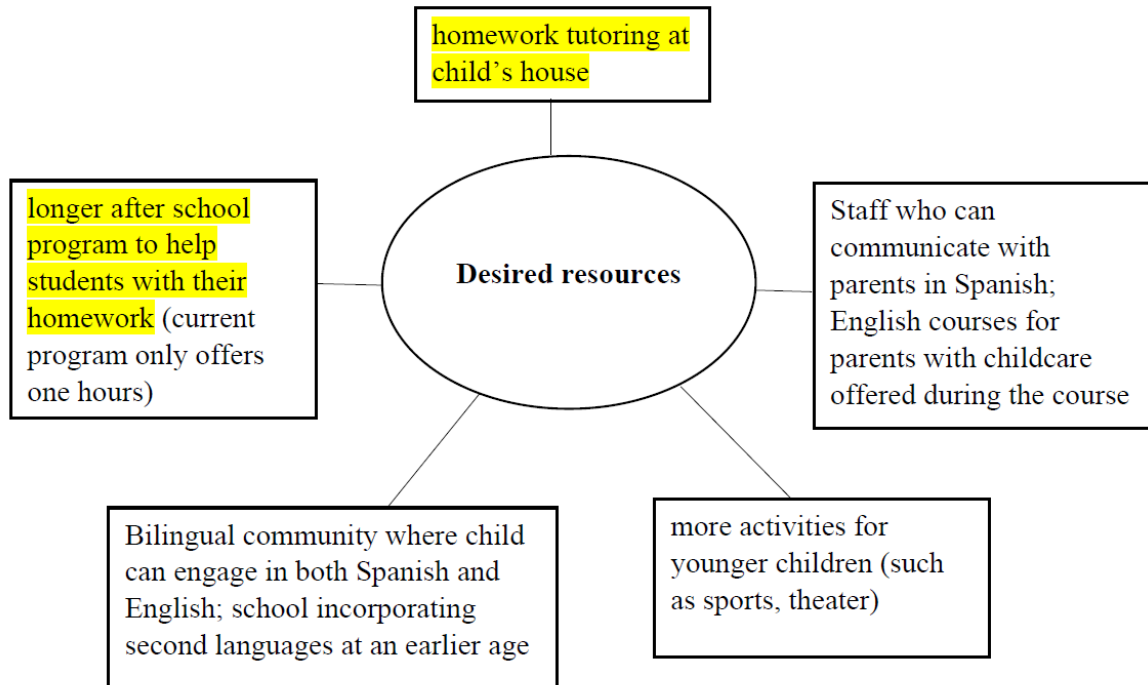 homework tutoring at
child’s house
longer after school
program to help
students with their
homework (current
program only offers
one hours)
Desired resources
Staff who can
communicate with
parents in Spanish;
English courses for
parents with childcare
offered during the course
Bilingual community where child
can engage in both Spanish and
English; school incorporating
second languages at an earlier age
more activities for
younger children (such
as sports, theater)